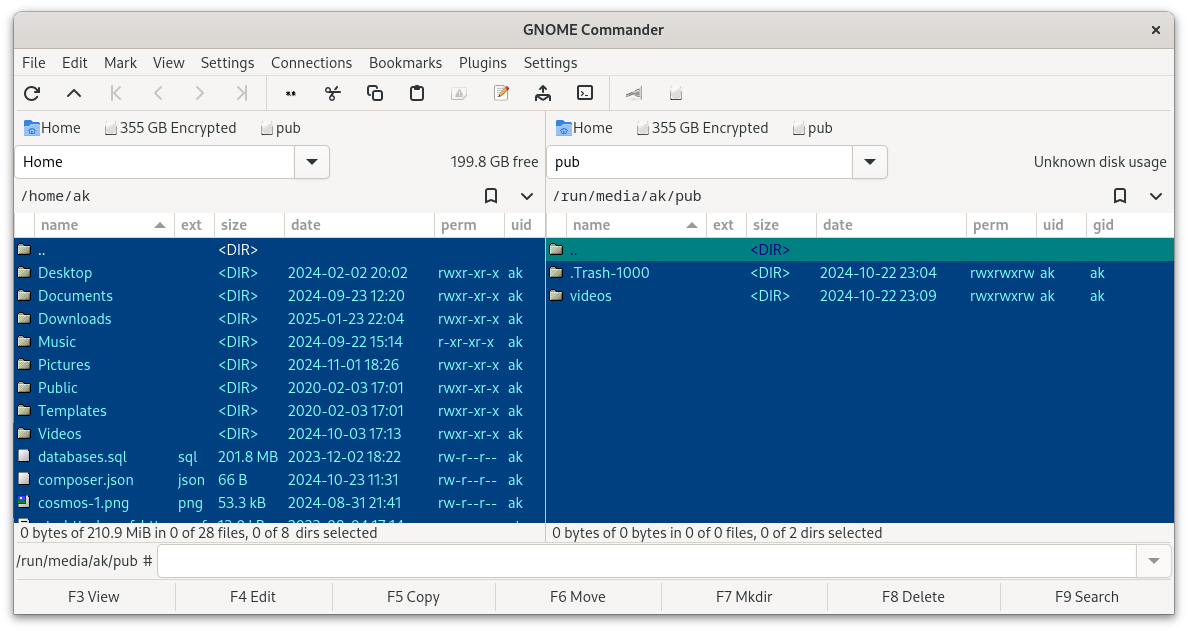 GNOME Commander
File Edit Mark View Settings Connections Bookmarks Plugins Settings
Home 355 GB Encrypted pub
Home 199.8 GB free
/home/ak
name ext size date perm uid
.. <DIR>
Desktop <DIR> 2024-02-02 20:02 rwxr-xr-x ak
Documents <DIR> 2024-09-23 12:20 rwxr-xr-x ak
Downloads <DIR> 2025-01-23 22:04 rwxr-xr-x ak
Music <DIR> 2024-09-22 15:14 r-xr-xr-x ak
Pictures <DIR> 2024-11-01 18:26 rwxr-xr-x ak
Public <DIR> 2020-02-03 17:01 rwxr-xr-x ak
Templates <DIR> 2020-02-03 17:01 rwxr-xr-x ak
Videos <DIR> 2024-10-03 17:13 rwxr-xr-x ak
databases.sql sql 201.8 MB 2023-12-02 18:22 rw-r--r-- ak
composer.json json 66 B 2024-10-23 11:31 rw-r--r-- ak
cosmos-1.png png 53.3 kB 2024-08-31 21:41 rw-r--r-- ak
0 bytes of 210.9 MiB in 0 of 28 files, 0 of 8 dirs selected
Home 355 GB Encrypted pub
pub Unknown disk usage
/run/media/ak/pub
name ext size date perm uid gid
.. <DIR>
.Trash-1000 <DIR> 2024-10-22 23:04 rwxrwxrw ak ak
videos <DIR> 2024-10-22 23:09 rwxrwxrw ak ak
0 bytes of 0 bytes in 0 of 0 files, 0 of 2 dirs selected
/run/media/ak/pub #
F3 View F4 Edit F5 Copy F6 Move F7 Mkdir F8 Delete F9 Search